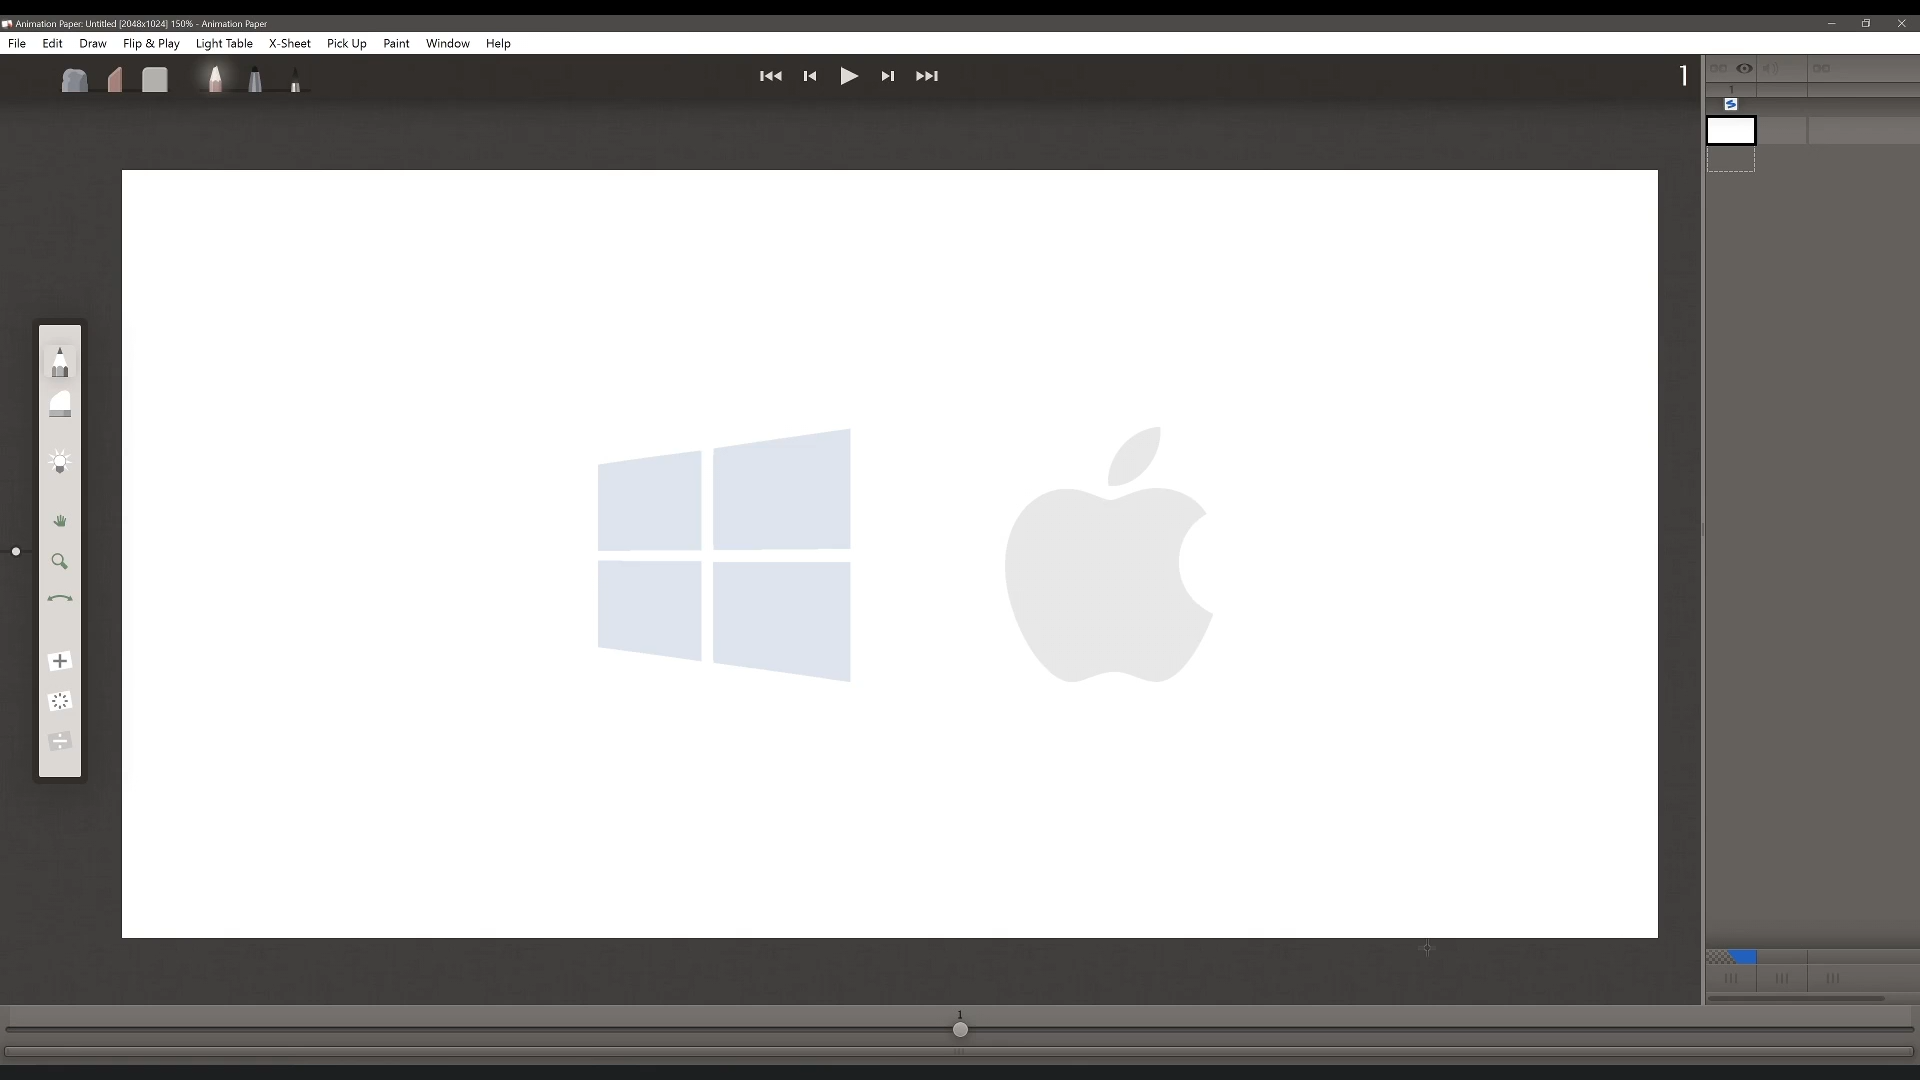 Animation Paper: Untitled [2048x1024] 150% - Animation Paper
File Edit Draw Flip & Play Light Table X-Sheet Pick Up Paint Window Help
1
1
1